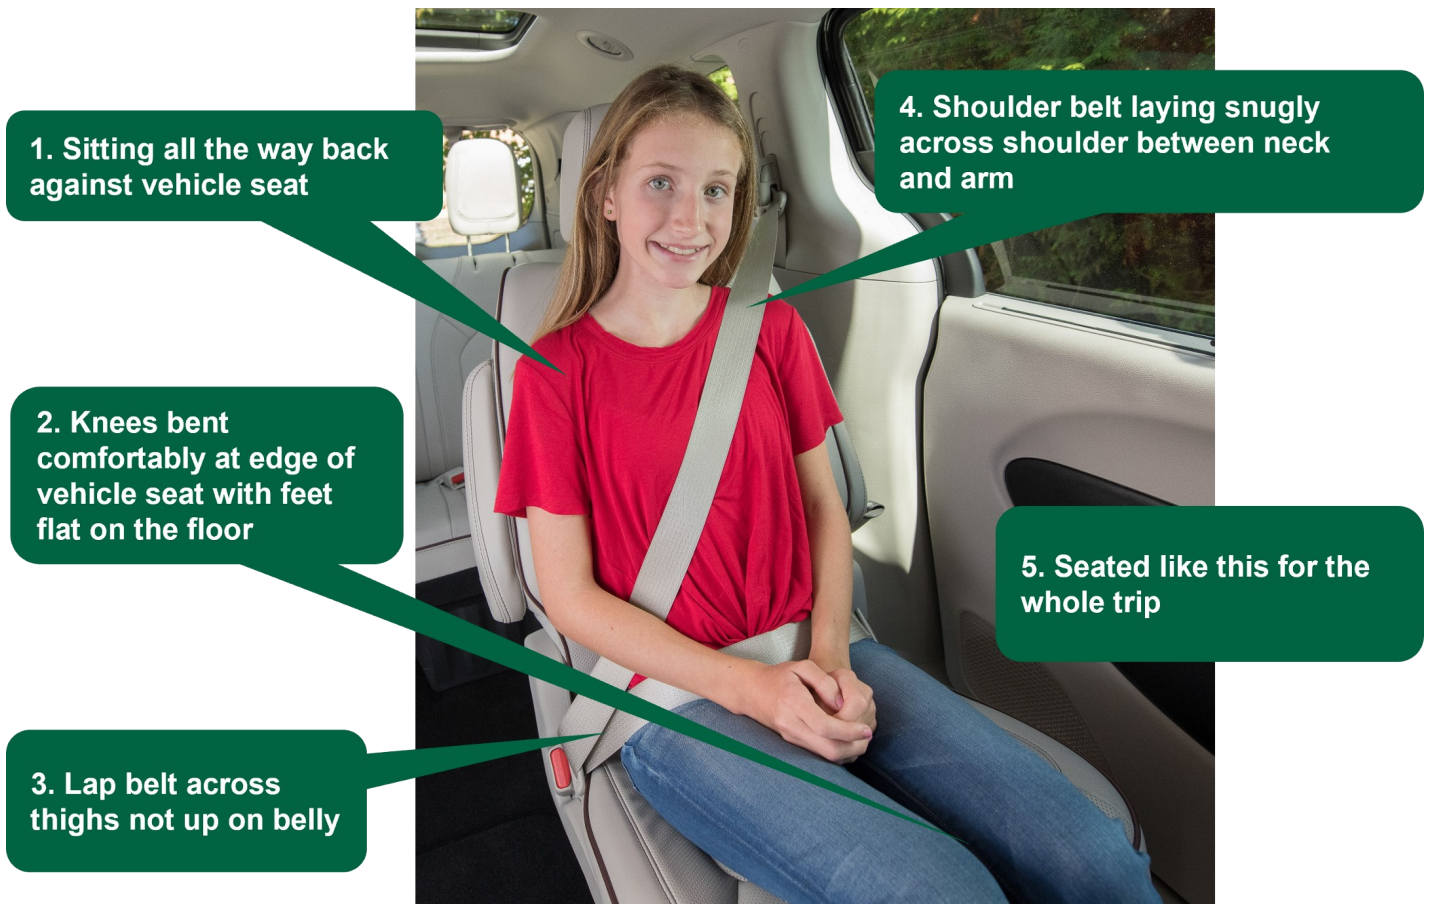 1. Sitting all the way back
against vehicle seat
4. Shoulder belt laying snugly
across shoulder between neck
and arm
2. Knees bent
comfortably at edge of
vehicle seat with feet
flat on the floor
5. Seated like this for the
whole trip
3. Lap belt across
thighs not up on belly